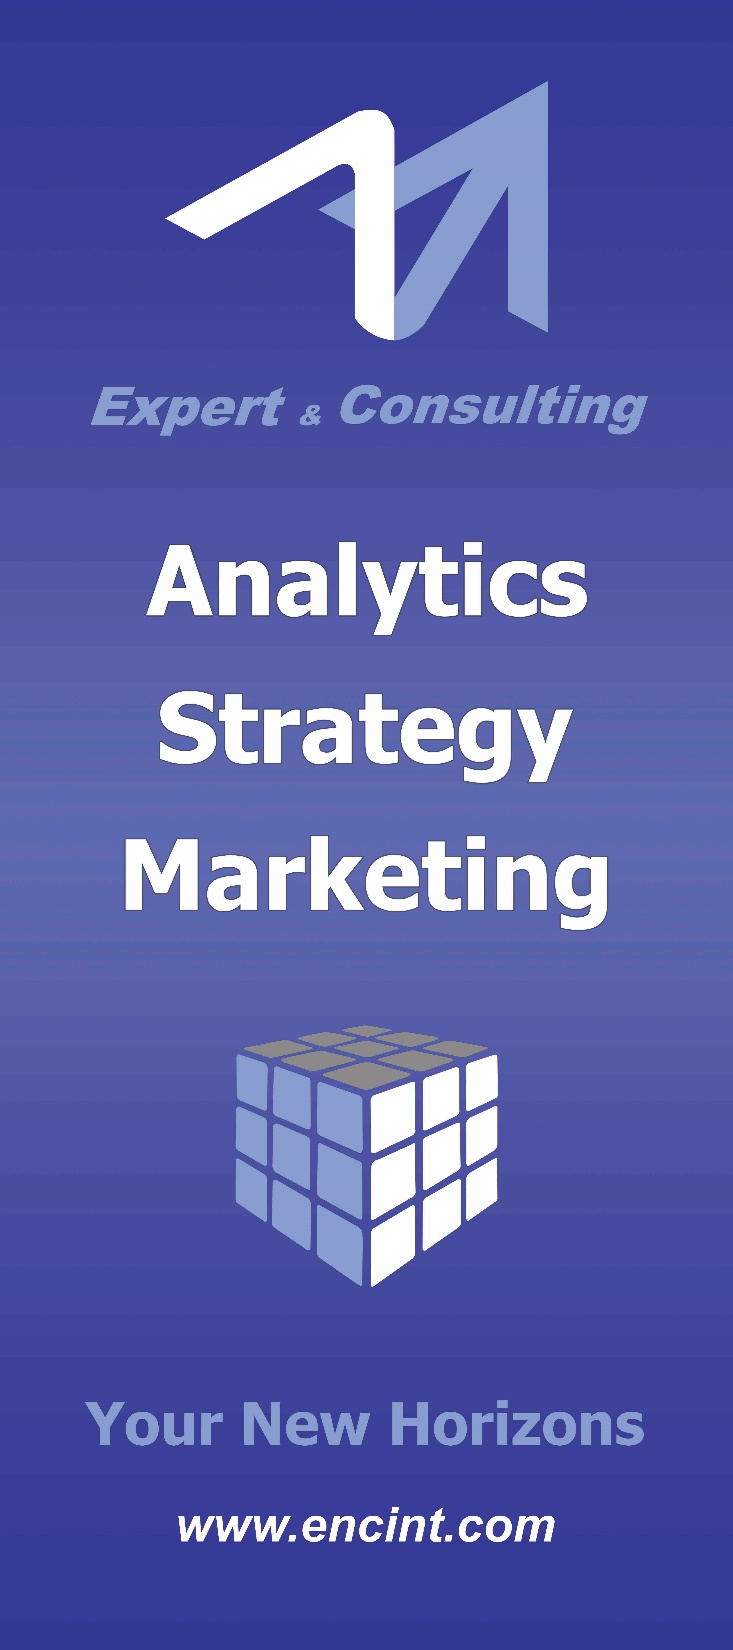 Expert & Consulting
Analytics
Strategy
Marketing
Your New Horizons
www.encint.com